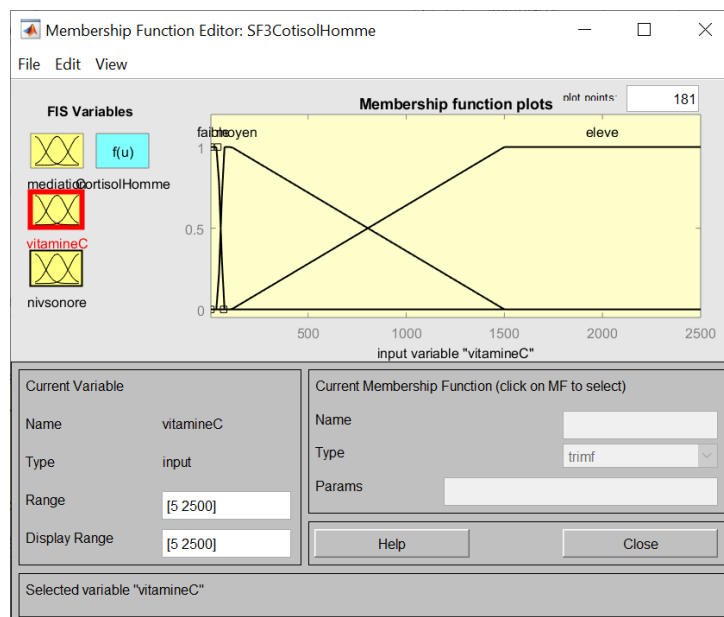 Membership Function Editor: SF3CotisolHomme
File Edit View
FIS Variables
f(u)
mediation
CortisolHomme
vitamineC
nivsonore
Membership function plots
plot points:
181
faible
moyen
eleve
1
0.5
0
500 1000 1500 2000 2500
input variable "vitamineC"
Current Variable
Name vitamineC
Type input
Range [5 2500]
Display Range [5 2500]
Current Membership Function (click on MF to select)
Name
Type trimf
Params
Help Close
Selected variable "vitamineC"